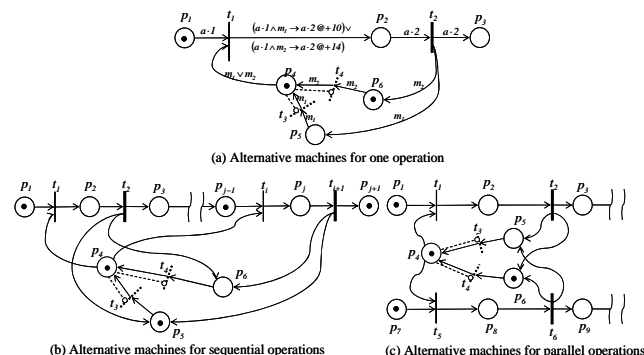 p₁ a·1 t₁ (a·1∧m₁→a·2@+10)∨ p₂ a·2 t₂ a·2 p₃
(a·1∧m₂→a·2@+14)
m₁∨m₂ p₄ m₂ t₄ m₂ p₆ m₂
m₁ t₃ m₁ p₅ m₁
(a) Alternative machines for one operation
p₁ t₁ p₂ t₂ p₃ pⱼ₋₁ tᵢ pⱼ tᵢ₊₁ pⱼ₊₁
p₄ t₄ p₆
t₃ p₅
(b) Alternative machines for sequential operations
p₁ t₁ p₂ t₂ p₃
p₄ t₃ p₅
t₄ p₆
p₇ t₅ p₈ t₆ p₉
(c) Alternative machines for parallel operations